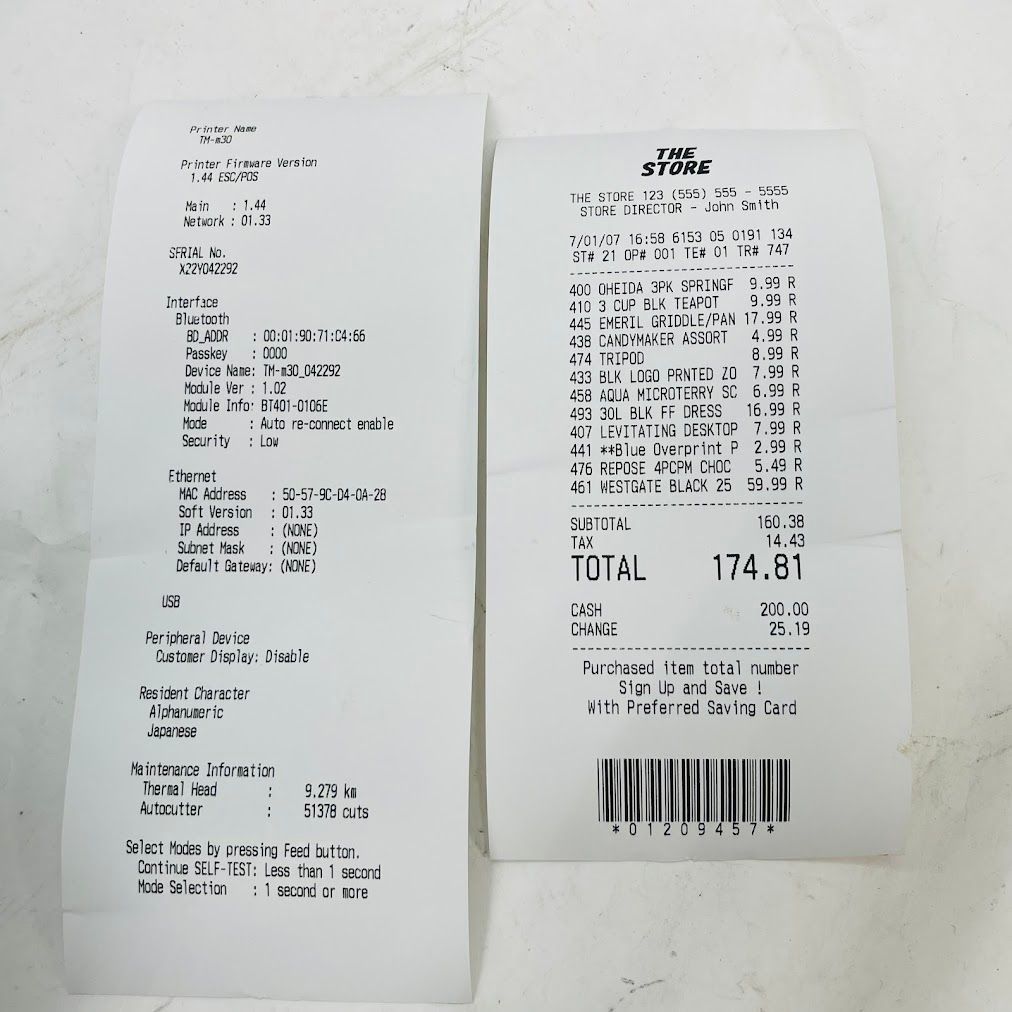 Printer Name
TM-m30
Printer Firmware Version
1.44 ESC/POS
Main : 1.44
Network : 01.33
SERIAL No.
X22Y042292
Interface
Bluetooth
BD_ADDR : 00:01:90:71:C4:66
Passkey : 0000
Device Name: TM-m30_042292
Module Ver : 1.02
Module Info: BT401-0106E
Mode : Auto re-connect enable
Security : Low
Ethernet
MAC Address : 50-57-9C-D4-0A-28
Soft Version : 01.33
IP Address : (NONE)
Subnet Mask : (NONE)
Default Gateway: (NONE)
USB
Peripheral Device
Customer Display: Disable
Resident Character
Alphanumeric
Japanese
Maintenance Information
Thermal Head : 9.279 km
Autocutter : 51378 cuts
Select Modes by pressing Feed button.
Continue SELF-TEST: Less than 1 second
Mode Selection : 1 second or more
THE
STORE
THE STORE 123 (555) 555 - 5555
STORE DIRECTOR - John Smith
7/01/07 16:58 6153 05 0191 134
ST# 21 OP# 001 TE# 01 TR# 747
400 OHEIDA 3PK SPRINGF 9.99 R
410 3 CUP BLK TEAPOT 9.99 R
445 EMERIL GRIDDLE/PAN 17.99 R
438 CANDYMAKER ASSORT 4.99 R
474 TRIPOD 8.99 R
433 BLK LOGO PRNTED ZO 7.99 R
458 AQUA MICROTERRY SC 6.99 R
493 30L BLK FF DRESS 16.99 R
407 LEVITATING DESKTOP 7.99 R
441 **Blue Overprint P 2.99 R
476 REPOSE 4PCPM CHOC 5.49 R
461 WESTGATE BLACK 25 59.99 R
SUBTOTAL 160.38
TAX 14.43
TOTAL 174.81
CASH 200.00
CHANGE 25.19
Purchased item total number
Sign Up and Save !
With Preferred Saving Card
*01209457*